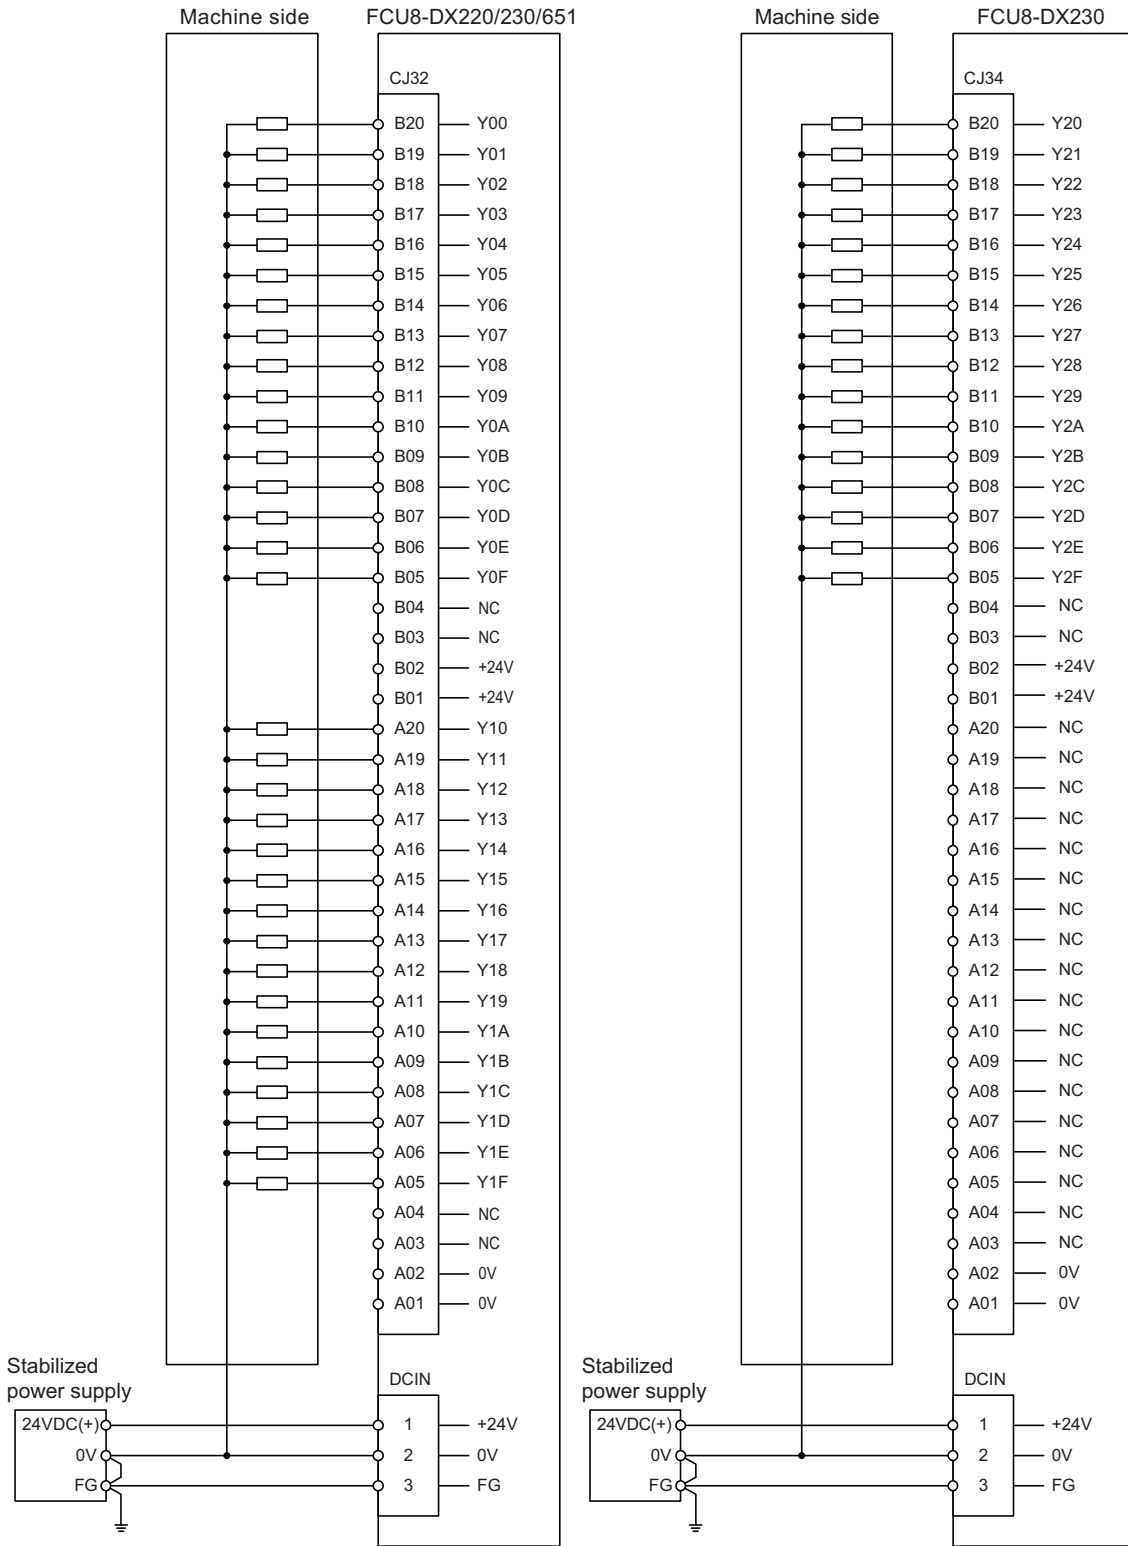 Machine side
FCU8-DX220/230/651
CJ32
B20 Y00
B19 Y01
B18 Y02
B17 Y03
B16 Y04
B15 Y05
B14 Y06
B13 Y07
B12 Y08
B11 Y09
B10 Y0A
B09 Y0B
B08 Y0C
B07 Y0D
B06 Y0E
B05 Y0F
B04 NC
B03 NC
B02 +24V
B01 +24V
A20 Y10
A19 Y11
A18 Y12
A17 Y13
A16 Y14
A15 Y15
A14 Y16
A13 Y17
A12 Y18
A11 Y19
A10 Y1A
A09 Y1B
A08 Y1C
A07 Y1D
A06 Y1E
A05 Y1F
A04 NC
A03 NC
A02 0V
A01 0V
Stabilized
power supply
DCIN
24VDC(+) 1 +24V
0V 2 0V
FG 3 FG
Machine side
FCU8-DX230
CJ34
B20 Y20
B19 Y21
B18 Y22
B17 Y23
B16 Y24
B15 Y25
B14 Y26
B13 Y27
B12 Y28
B11 Y29
B10 Y2A
B09 Y2B
B08 Y2C
B07 Y2D
B06 Y2E
B05 Y2F
B04 NC
B03 NC
B02 +24V
B01 +24V
A20 NC
A19 NC
A18 NC
A17 NC
A16 NC
A15 NC
A14 NC
A13 NC
A12 NC
A11 NC
A10 NC
A09 NC
A08 NC
A07 NC
A06 NC
A05 NC
A04 NC
A03 NC
A02 0V
A01 0V
Stabilized
power supply
DCIN
24VDC(+) 1 +24V
0V 2 0V
FG 3 FG